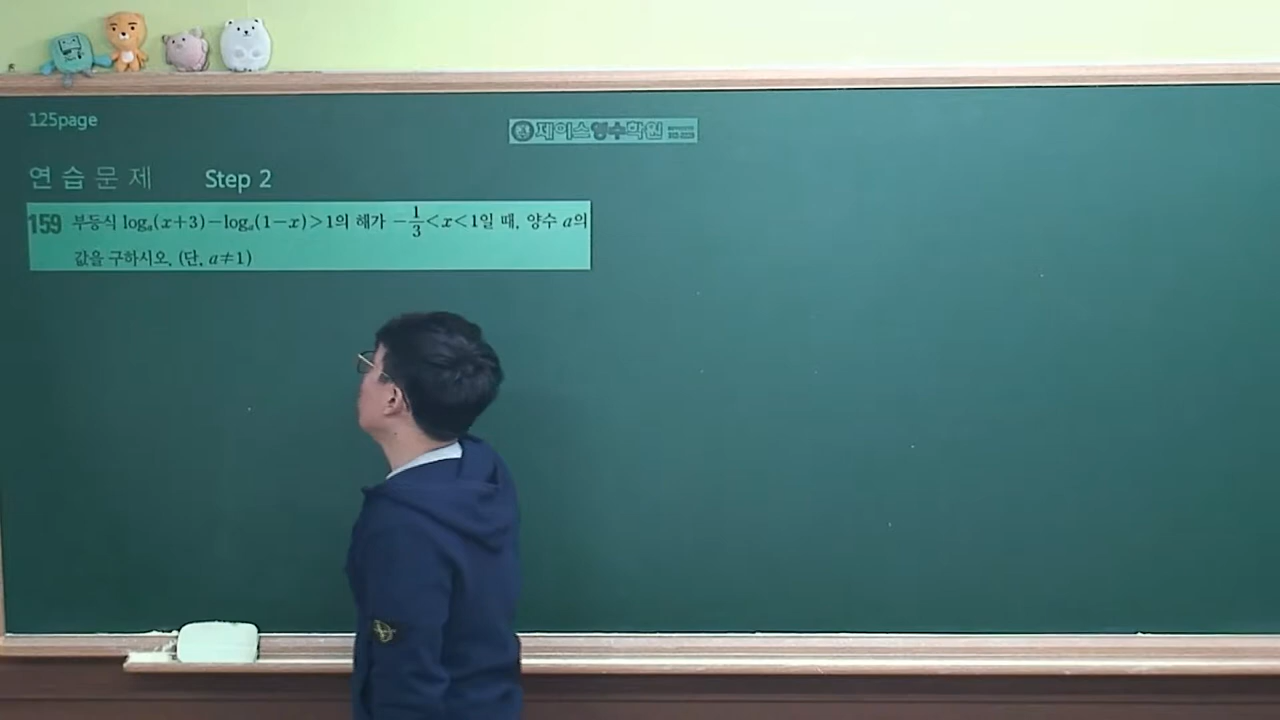 125page
제이스영수학원
연습문제 Step 2
159 부등식 logₐ(x+3)−logₐ(1−x)>1의 해가 −1/3<x<1일 때, 양수 a의
값을 구하시오. (단, a≠1)